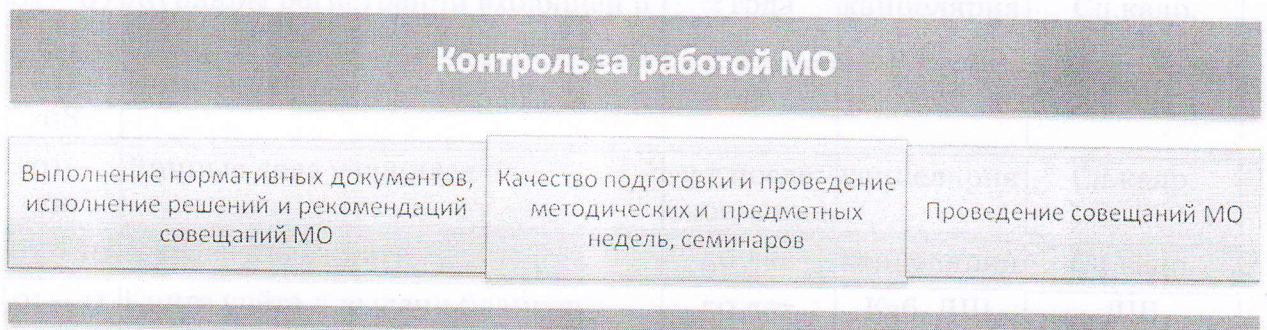 Контроль за работой МО
Выполнение нормативных документов,
исполнение решений и рекомендаций
совещаний МО
Качество подготовки и проведение
методических и предметных
недель, семинаров
Проведение совещаний МО